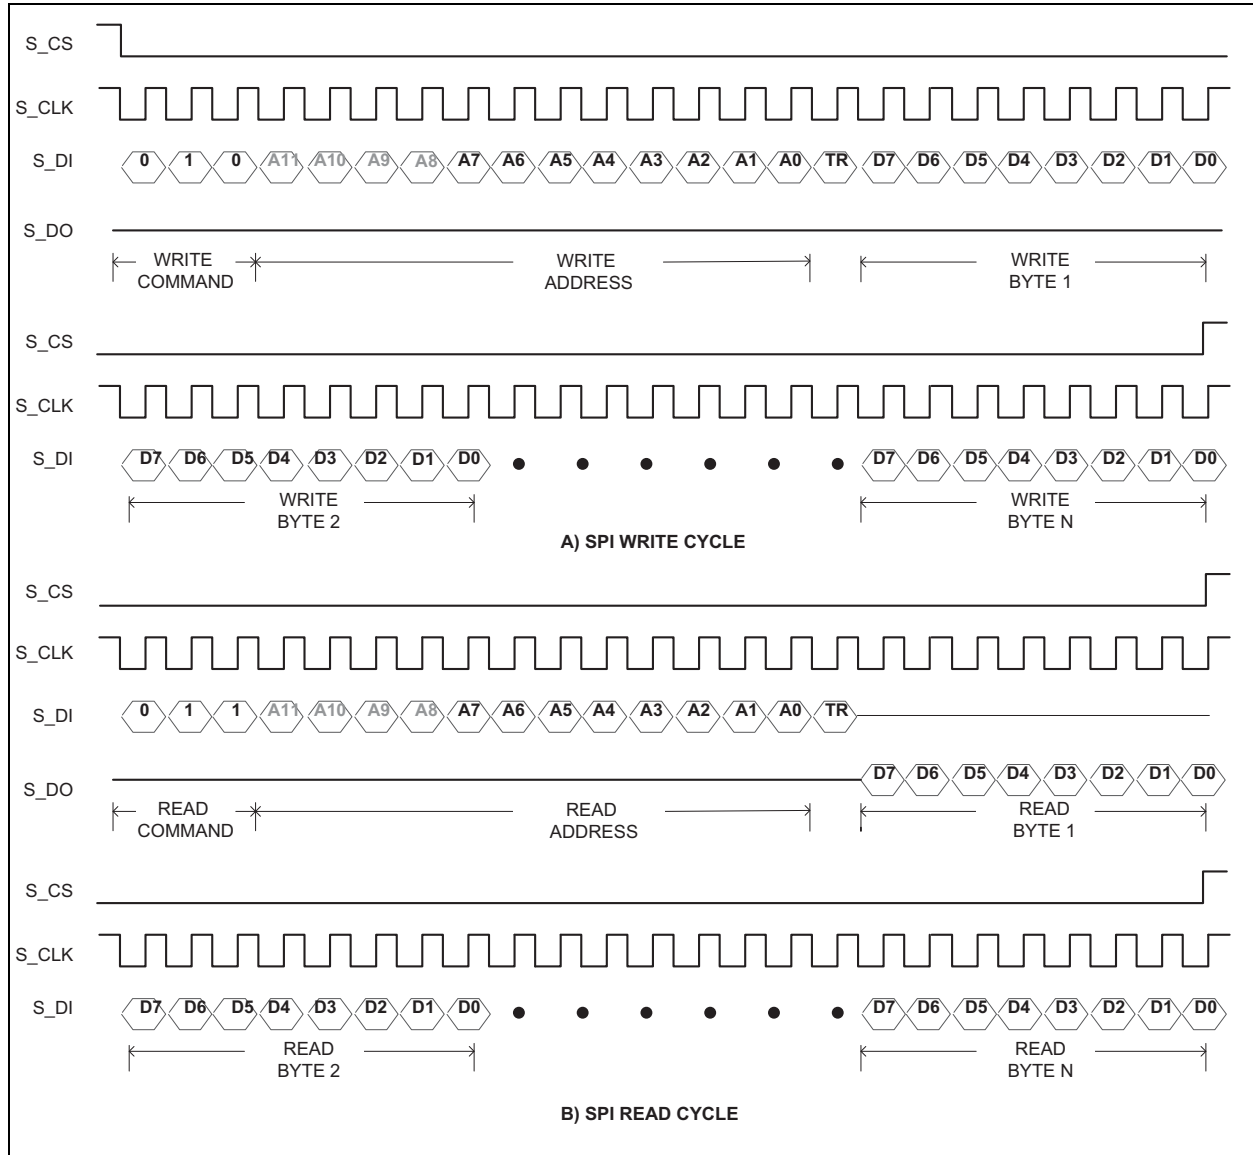 S_CS
S_CLK
S_DI 0 1 0 A11 A10 A9 A8 A7 A6 A5 A4 A3 A2 A1 A0 TR D7 D6 D5 D4 D3 D2 D1 D0
S_DO
WRITE COMMAND
WRITE ADDRESS
WRITE BYTE 1
S_CS
S_CLK
S_DI D7 D6 D5 D4 D3 D2 D1 D0 D7 D6 D5 D4 D3 D2 D1 D0
WRITE BYTE 2
WRITE BYTE N
A) SPI WRITE CYCLE
S_CS
S_CLK
S_DI 0 1 1 A11 A10 A9 A8 A7 A6 A5 A4 A3 A2 A1 A0 TR
S_DO D7 D6 D5 D4 D3 D2 D1 D0
READ COMMAND
READ ADDRESS
READ BYTE 1
S_CS
S_CLK
S_DI D7 D6 D5 D4 D3 D2 D1 D0 D7 D6 D5 D4 D3 D2 D1 D0
READ BYTE 2
READ BYTE N
B) SPI READ CYCLE